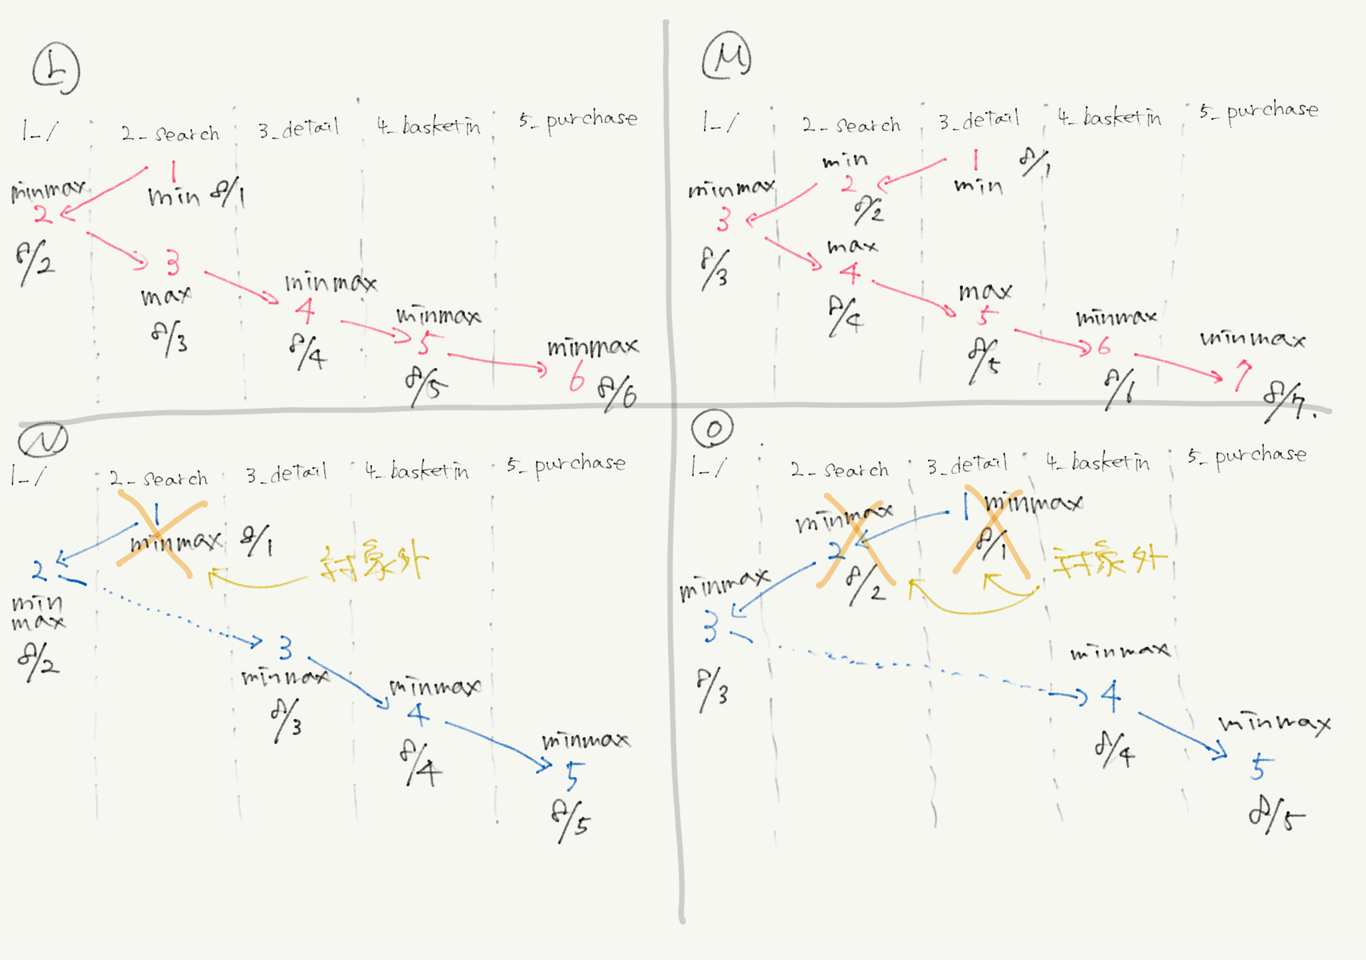 L
1_/ 2_search 3_detail 4_basketin 5_purchase
1
minmax min 8/1
2
8/2 3
max minmax
8/3 4 minmax
8/4 5 minmax
8/5 6 8/6
M
1_/ 2_search 3_detail 4_basketin 5_purchase
min 1 8/1
minmax 2 min
3 8/2
8/3 max
4 max
8/4 5 minmax
8/5 6 minmax
8/6 7
8/7.
N
1_/ 2_search 3_detail 4_basketin 5_purchase
1
minmax 8/1
2 対象外
min
max
8/2 3
minmax minmax
8/3 4
8/4 minmax
5
8/5
O
1_/ 2_search 3_detail 4_basketin 5_purchase
minmax 1 minmax
2 8/1 対象外
minmax 8/2
3
8/3 minmax
4
8/4 minmax
5
8/5